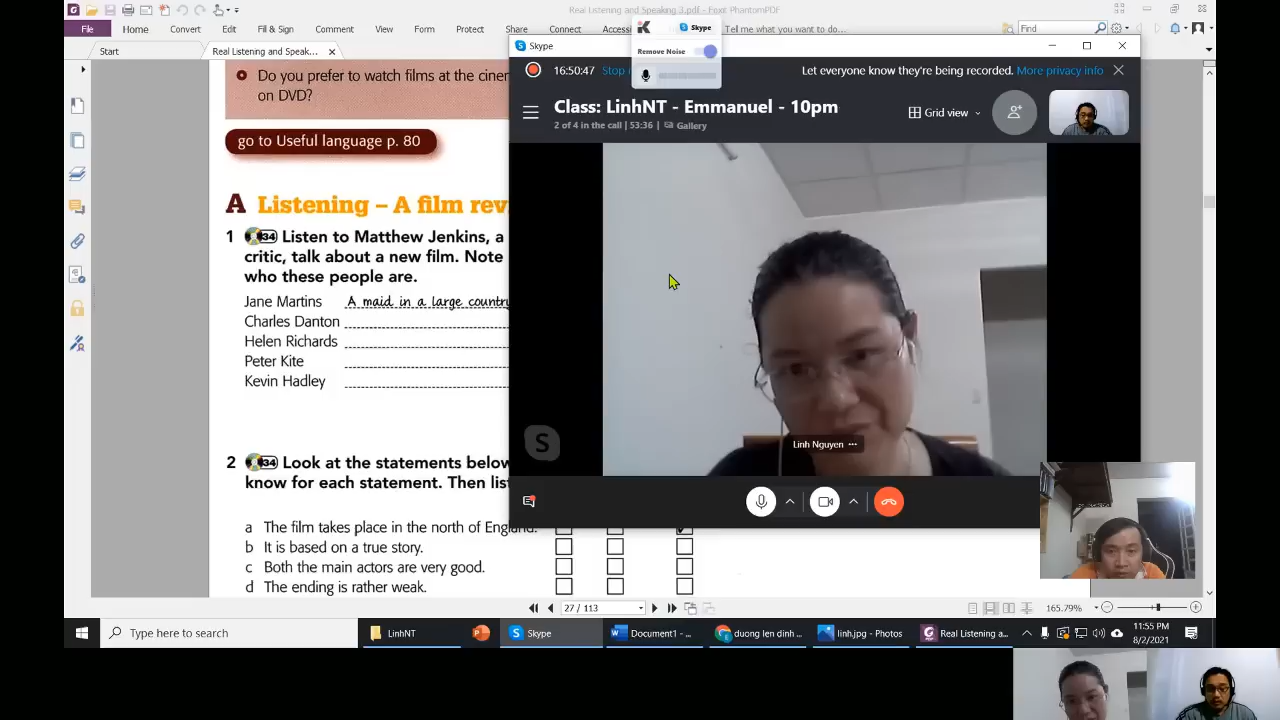 Real Listening and Speaking 3.pdf - Foxit PhantomPDF
File Home Convert Edit Fill & Sign Comment View Form Protect Share Connect Tell me what you want to do... Find
Skype
Remove Noise
Start Real Listening and Speak...
Skype
16:50:47 Stop Let everyone know they're being recorded. More privacy info
Class: LinhNT - Emmanuel - 10pm
2 of 4 in the call | 53:36 | Gallery
Grid view
Do you prefer to watch films at the
on DVD?
go to Useful language p. 80
A Listening – A film
1 34 Listen to Matthew Jenkins, a
critic, talk about a new film. Note
who these people are.
Jane Martins A maid in a large
Charles Danton
Helen Richards
Peter Kite
Kevin Hadley
Linh Nguyen
S
2 34 Look at the statements
know for each statement. Then
a The film takes place in the north of England.
b It is based on a true story.
c Both the main actors are very good.
d The ending is rather weak.
27 / 113
165.79%
Type here to search
LinhNT
Skype
Document1 - ...
duong len dinh ...
linh.jpg - Photos
Real Listening a...
11:55 PM
8/2/2021